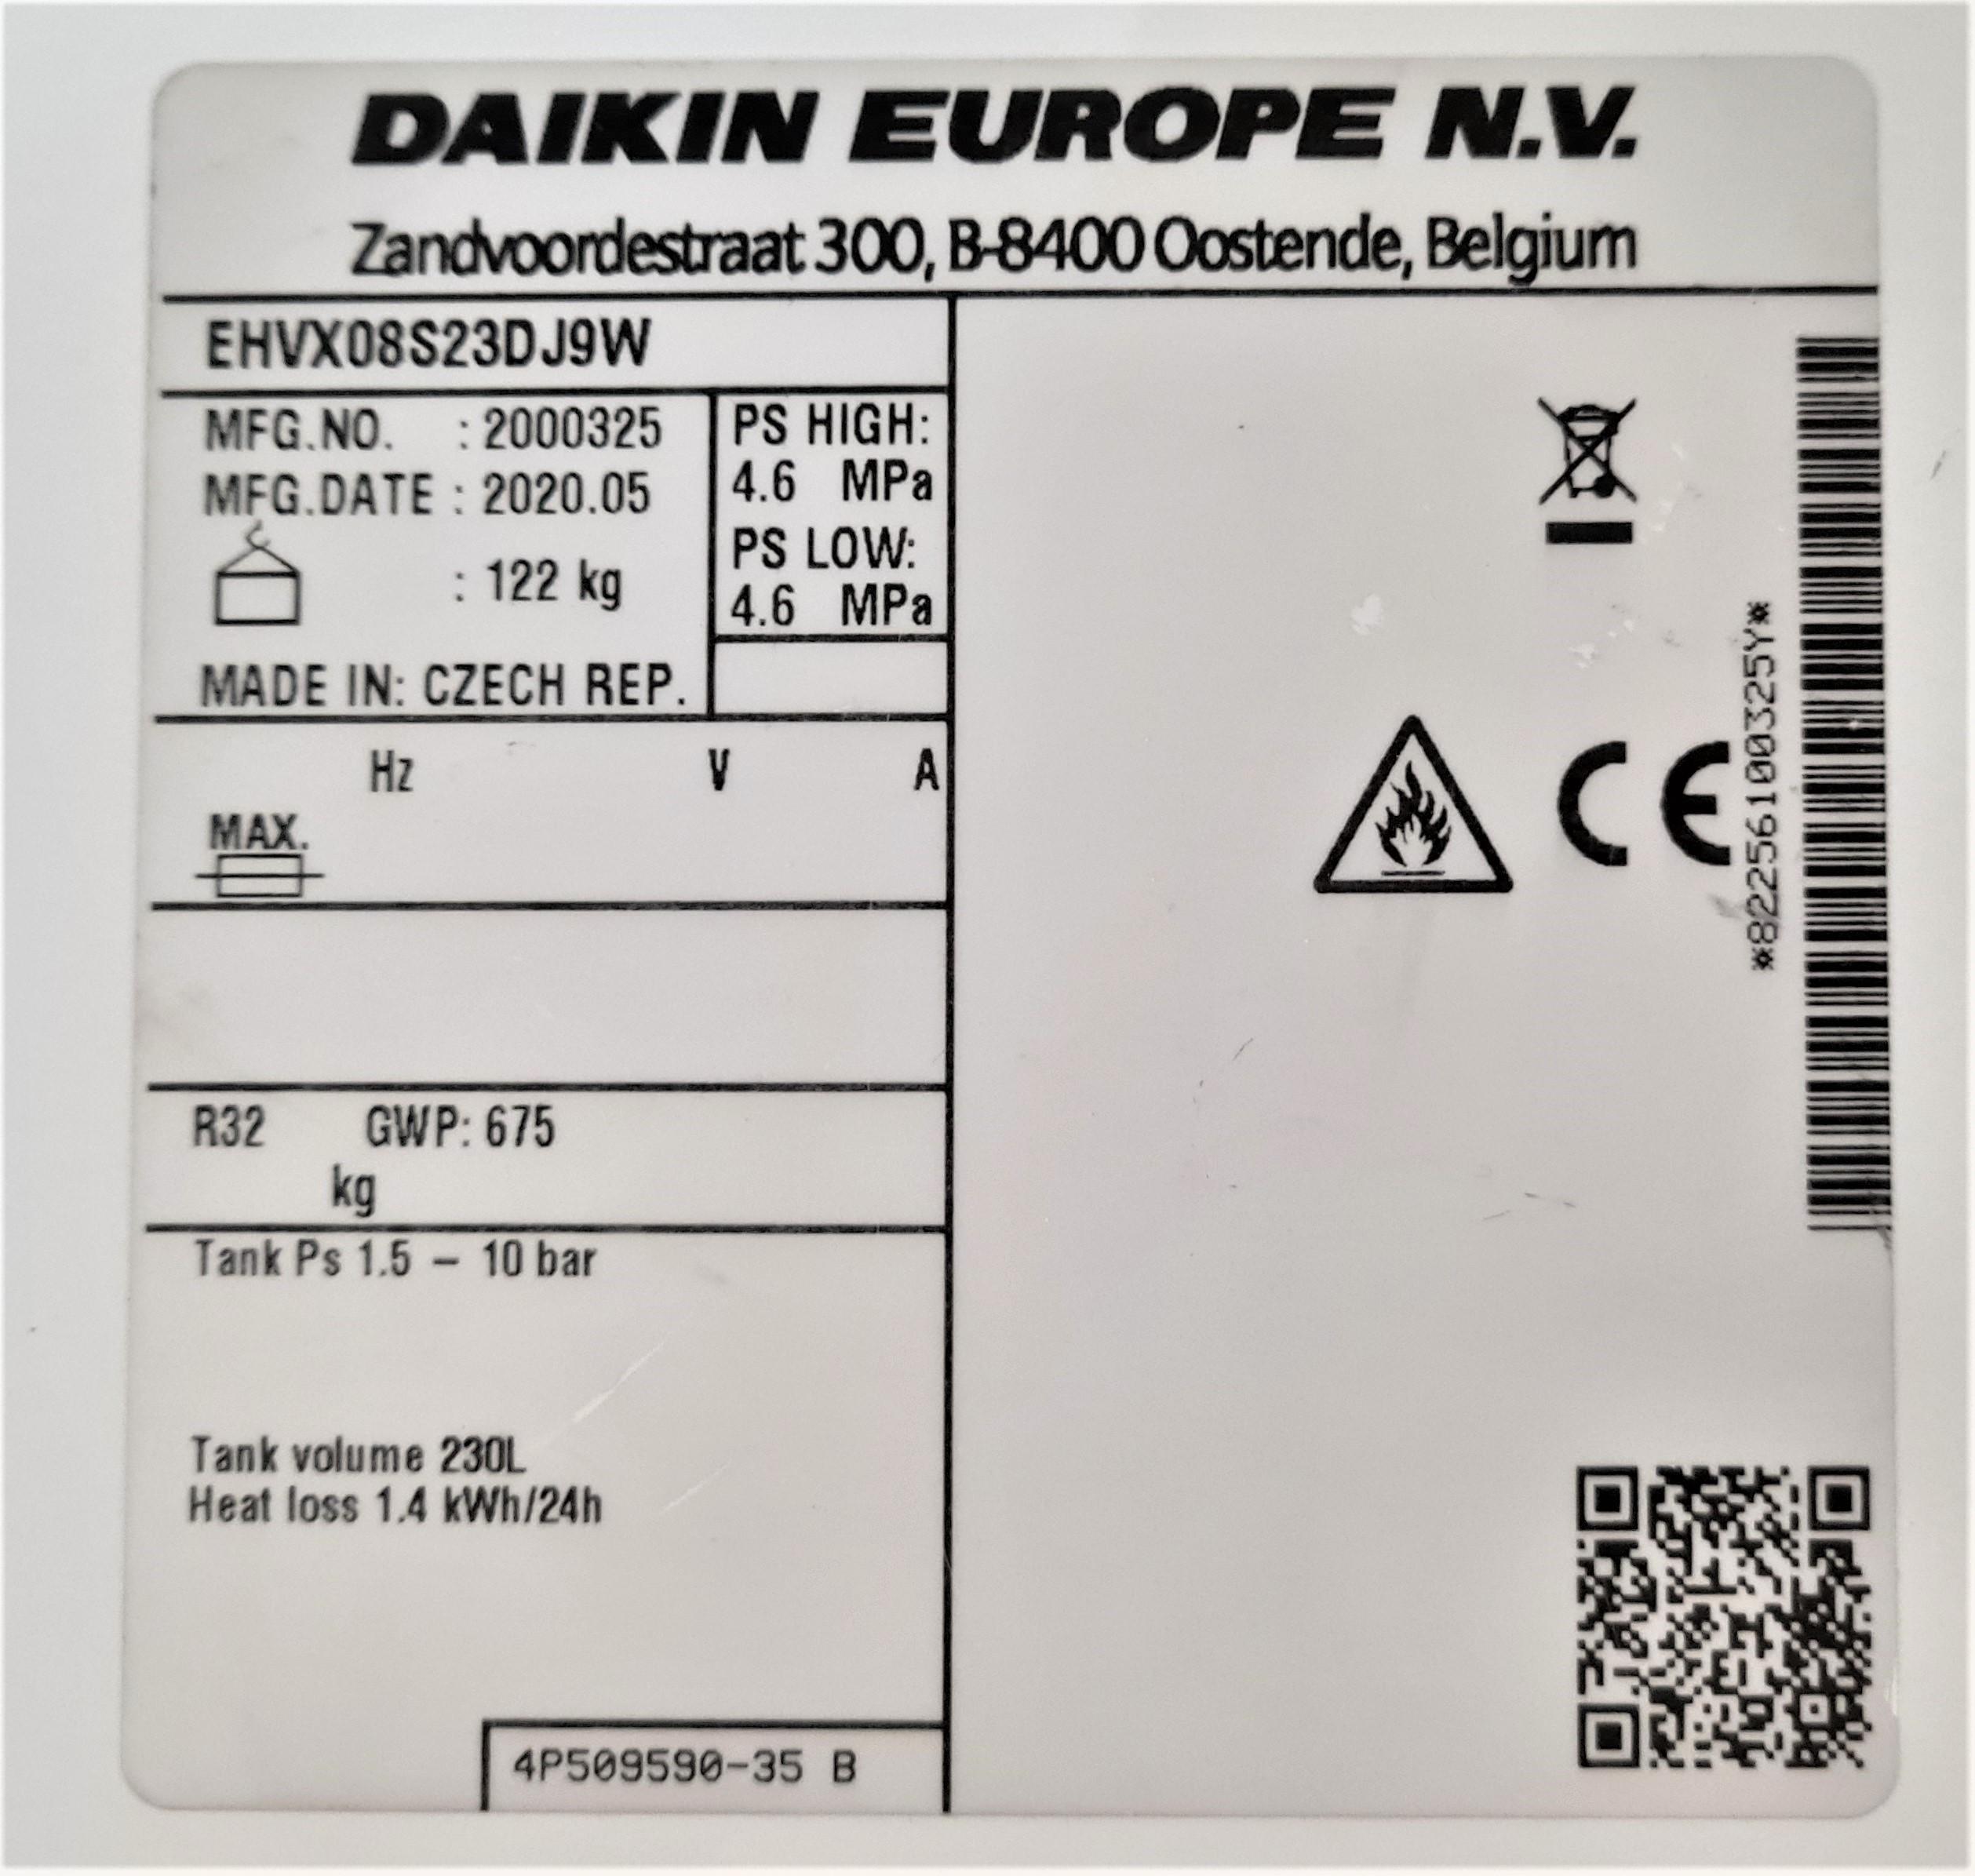 DAIKIN EUROPE N.V.
Zandvoordestraat 300, B-8400 Oostende, Belgium
EHVX08S23DJ9W
MFG.NO. : 2000325
MFG.DATE : 2020.05
: 122 kg
MADE IN: CZECH REP.
PS HIGH:
4.6 MPa
PS LOW:
4.6 MPa
Hz V A
MAX.
R32 GWP: 675
kg
Tank Ps 1.5 – 10 bar
Tank volume 230L
Heat loss 1.4 kWh/24h
4P509590-35 B
CE
*82256100325Y*